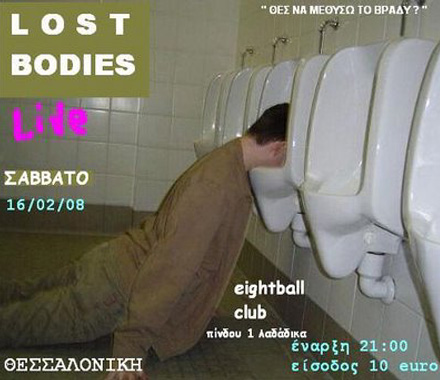 " ΘΕΣ ΝΑ ΜΕΘΥΣΩ ΤΟ ΒΡΑΔΥ ? "
LOST
BODIES
Live
ΣΑΒΒΑΤΟ
16/02/08
eightball
club
πίνδου 1 Λαδάδικα
έναρξη 21:00
είσοδος 10 euro
ΘΕΣΣΑΛΟΝΙΚΗ